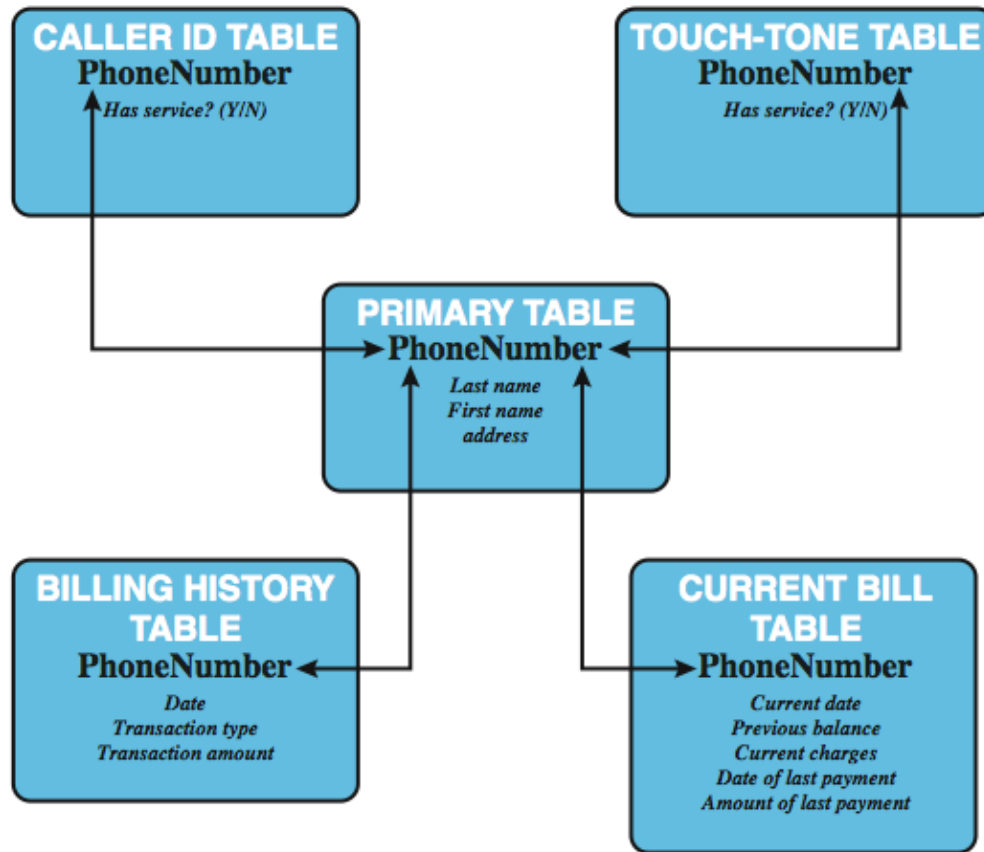 CALLER ID TABLE
PhoneNumber
Has service? (Y/N)
TOUCH-TONE TABLE
PhoneNumber
Has service? (Y/N)
PRIMARY TABLE
PhoneNumber
Last name
First name
address
BILLING HISTORY
TABLE
PhoneNumber
Date
Transaction type
Transaction amount
CURRENT BILL
TABLE
PhoneNumber
Current date
Previous balance
Current charges
Date of last payment
Amount of last payment